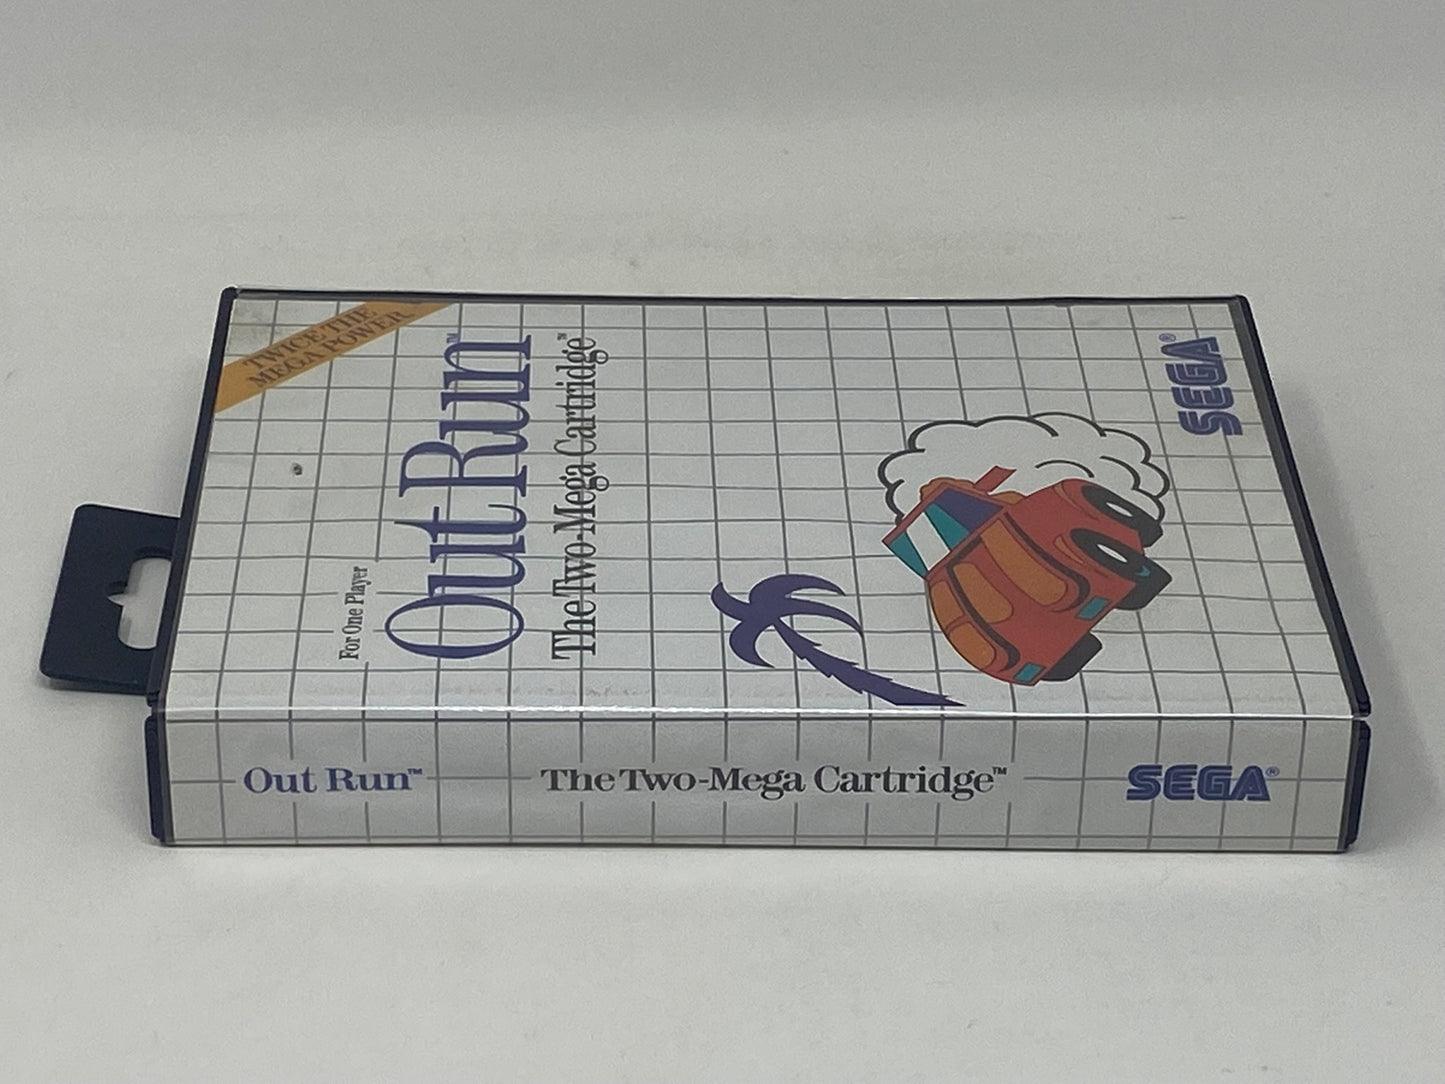 TWICE THE
MEGA POWER
For One Player
Out Run™
The Two-Mega Cartridge™
SEGA®
Out Run™
The Two-Mega Cartridge™
SEGA®